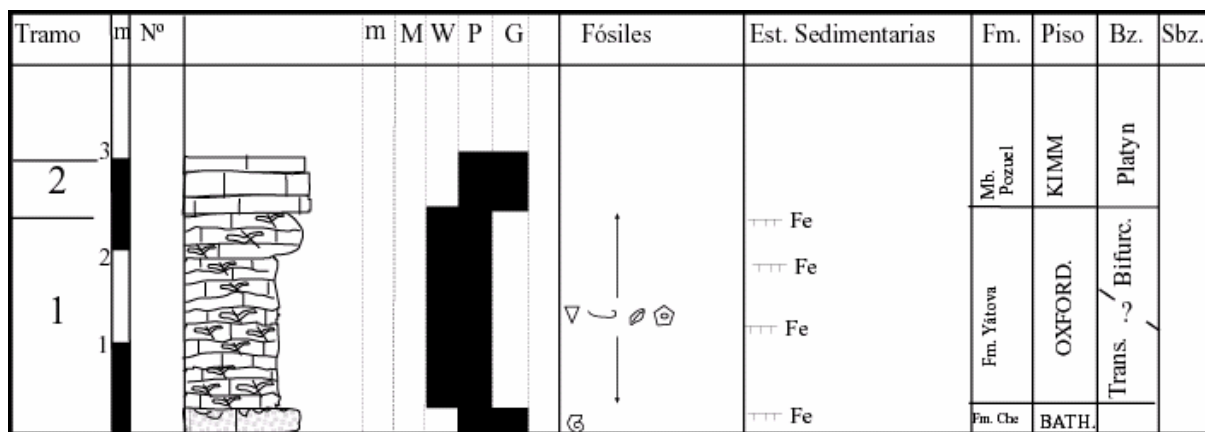 Tramo m Nº m M W P G Fósiles Est. Sedimentarias Fm. Piso Bz. Sbz.
3
2
Mb. Pozuel
KIMM
Platyn
2
1
1
Fe
Fe
Fe
Fe
Fm. Yátova
OXFORD.
Trans. ? Bifurc.
Fm. Che
BATH.